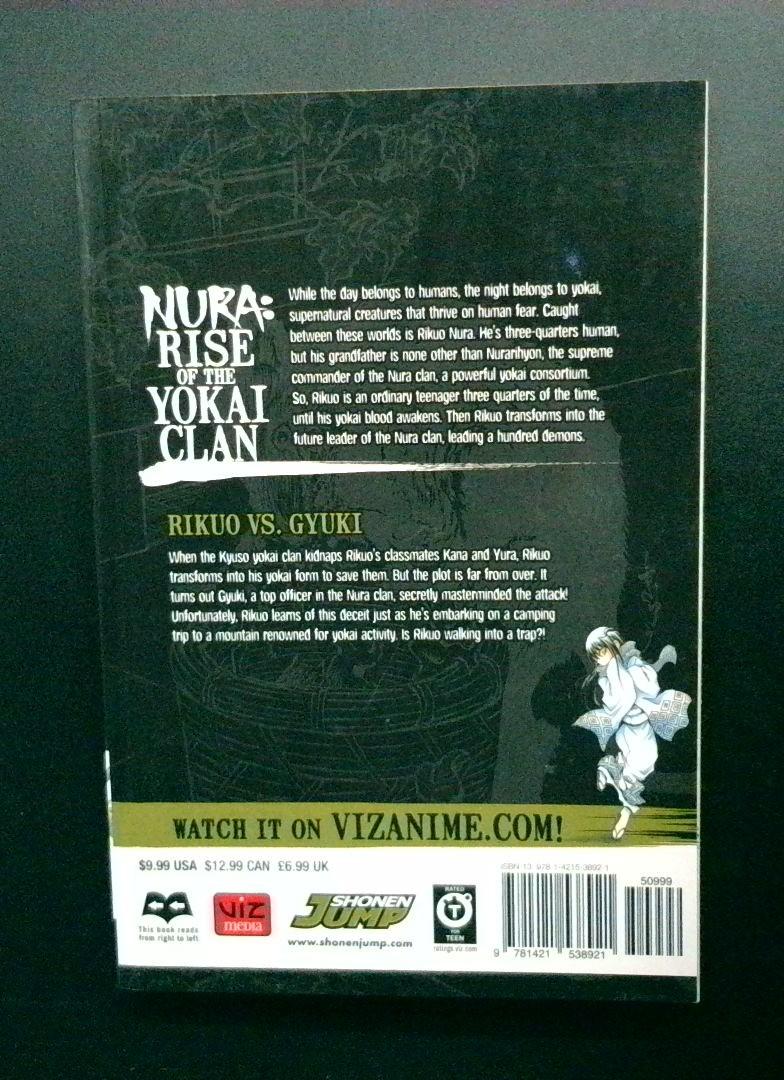 NURA:
RISE
OF THE
YOKAI
CLAN
While the day belongs to humans, the night belongs to yokai,
supernatural creatures that thrive on human fear. Caught
between these worlds is Rikuo Nura. He's three-quarters human,
but his grandfather is none other than Nurarihyon, the supreme
commander of the Nura clan, a powerful yokai consortium.
So, Rikuo is an ordinary teenager three quarters of the time,
until his yokai blood awakens. Then Rikuo transforms into the
future leader of the Nura clan, leading a hundred demons.
RIKUO VS. GYUKI
When the Kyuso yokai clan kidnaps Rikuo's classmates Kana and Yura, Rikuo
transforms into his yokai form to save them. But the plot is far from over. It
turns out Gyuki, a top officer in the Nura clan, secretly masterminded the attack!
Unfortunately, Rikuo learns of this deceit just as he's embarking on a camping
trip to a mountain renowned for yokai activity. Is Rikuo walking into a trap?!
WATCH IT ON VIZANIME.COM!
$9.99 USA $12.99 CAN £6.99 UK
This book reads
from right to left
VIZ
media
SHONEN
JUMP
www.shonenjump.com
RATED
T
FOR
TEEN
ratings.viz.com
ISBN 13: 978-1-4215-3892-1
50999
9 781421 538921